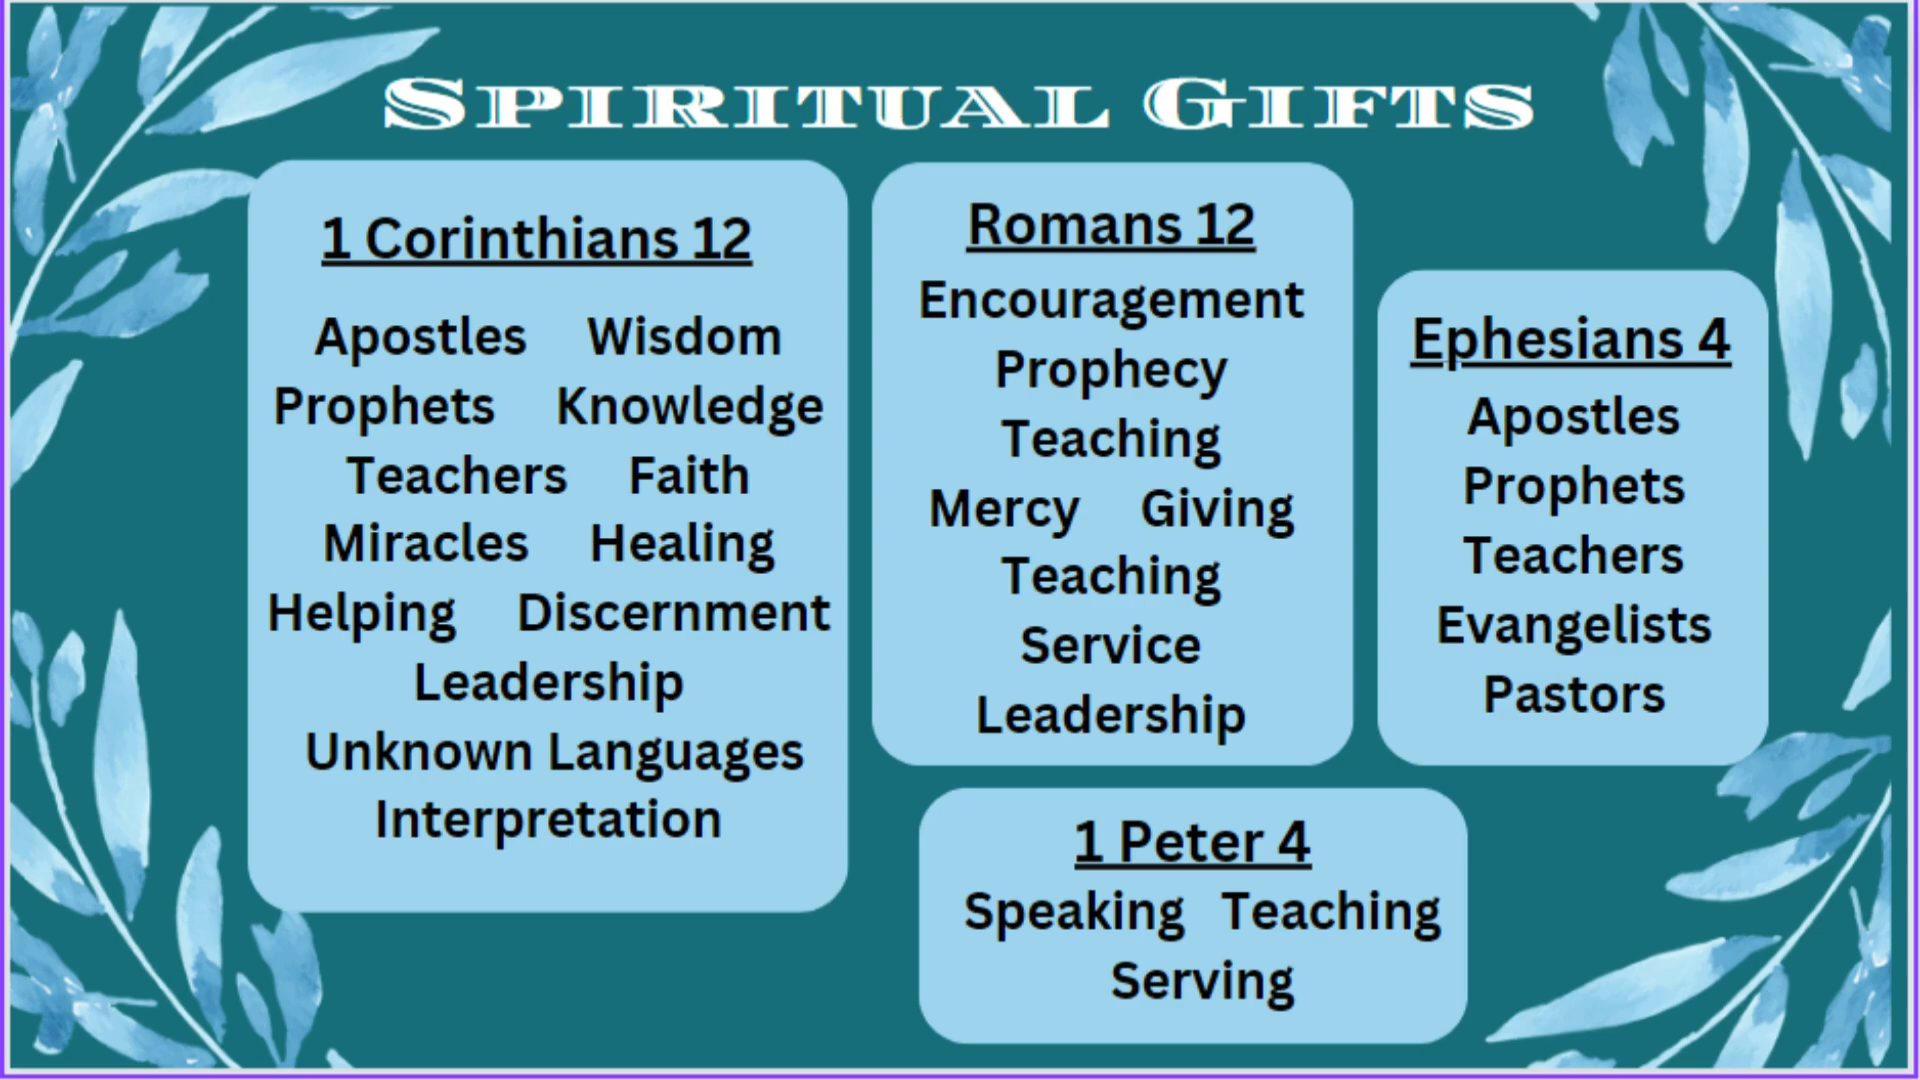 Spiritual Gifts
1 Corinthians 12
Apostles Wisdom
Prophets Knowledge
Teachers Faith
Miracles Healing
Helping Discernment
Leadership
Unknown Languages
Interpretation
Romans 12
Encouragement
Prophecy
Teaching
Mercy Giving
Teaching
Service
Leadership
Ephesians 4
Apostles
Prophets
Teachers
Evangelists
Pastors
1 Peter 4
Speaking Teaching
Serving